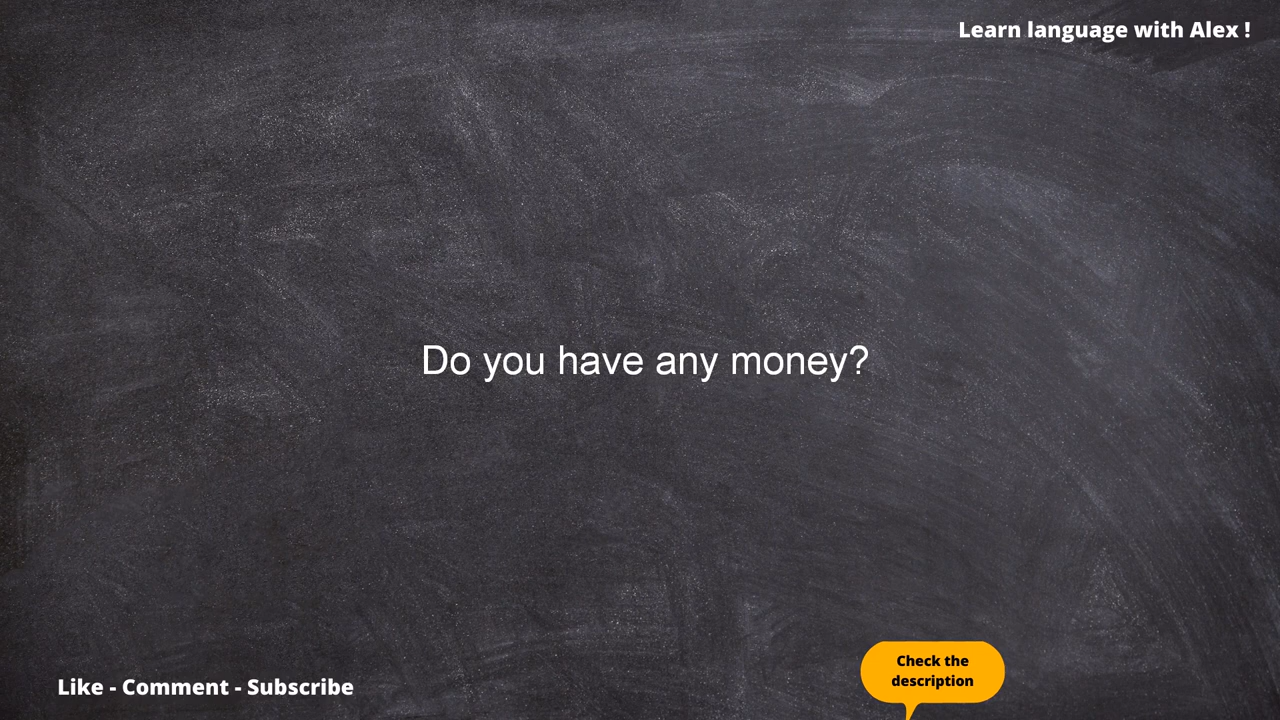 Learn language with Alex !
Do you have any money?
Check the
description
Like - Comment - Subscribe